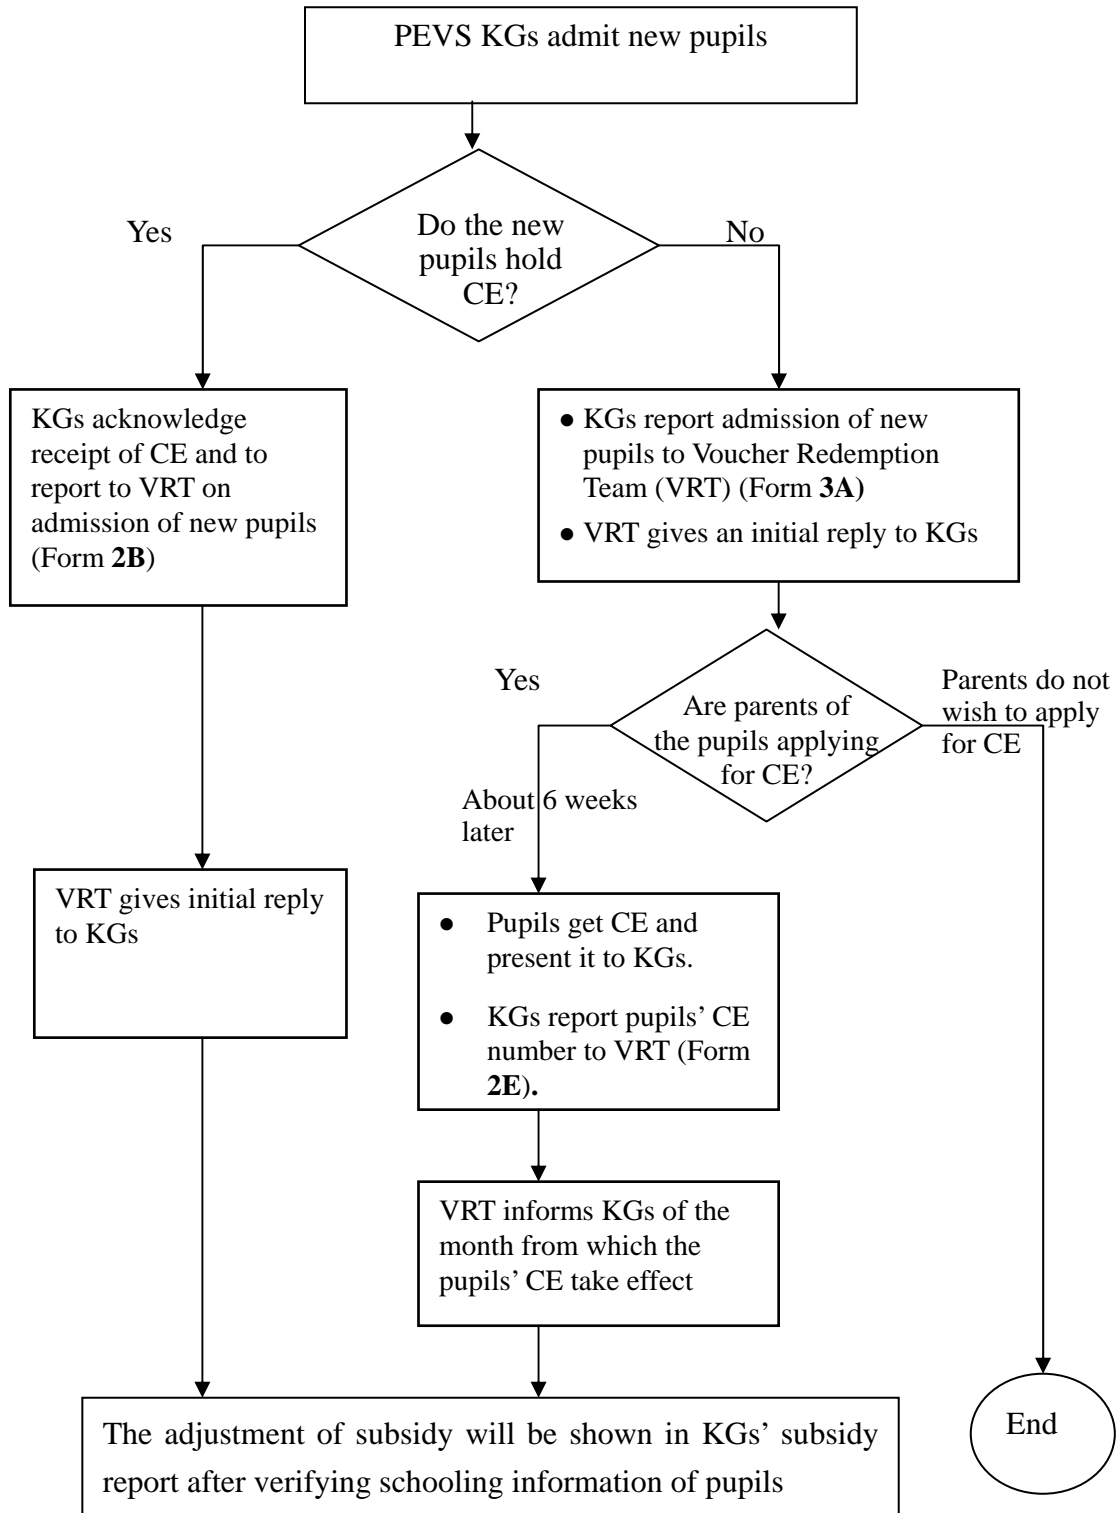 PEVS KGs admit new pupils
Yes
Do the new
pupils hold
CE?
No
KGs acknowledge
receipt of CE and to
report to VRT on
admission of new pupils
(Form 2B)
● KGs report admission of new
pupils to Voucher Redemption
Team (VRT) (Form 3A)
● VRT gives an initial reply to KGs
Yes
Are parents of
the pupils applying
for CE?
Parents do not
wish to apply
for CE
About 6 weeks
later
VRT gives initial reply
to KGs
● Pupils get CE and
present it to KGs.
● KGs report pupils’ CE
number to VRT (Form
2E).
VRT informs KGs of the
month from which the
pupils’ CE take effect
The adjustment of subsidy will be shown in KGs’ subsidy
report after verifying schooling information of pupils
End